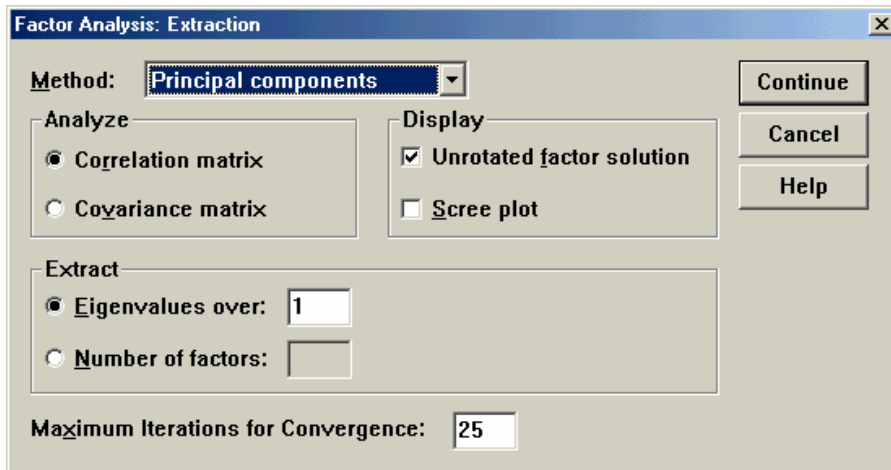 Factor Analysis: Extraction
Method: Principal components
Continue
Analyze
Display
Cancel
Correlation matrix
Unrotated factor solution
Help
Covariance matrix
Scree plot
Extract
Eigenvalues over: 1
Number of factors:
Maximum Iterations for Convergence: 25